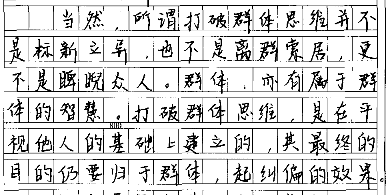 当然，所谓打破群体思维并不
是标新立异，也不是离群索居，更
不是睥睨众人。群体，亦有属于群
体的智慧。打破群体思维，是在平
视他人的基础上建立的，其最终的
目的仍要归于群体，起纠偏的效果。